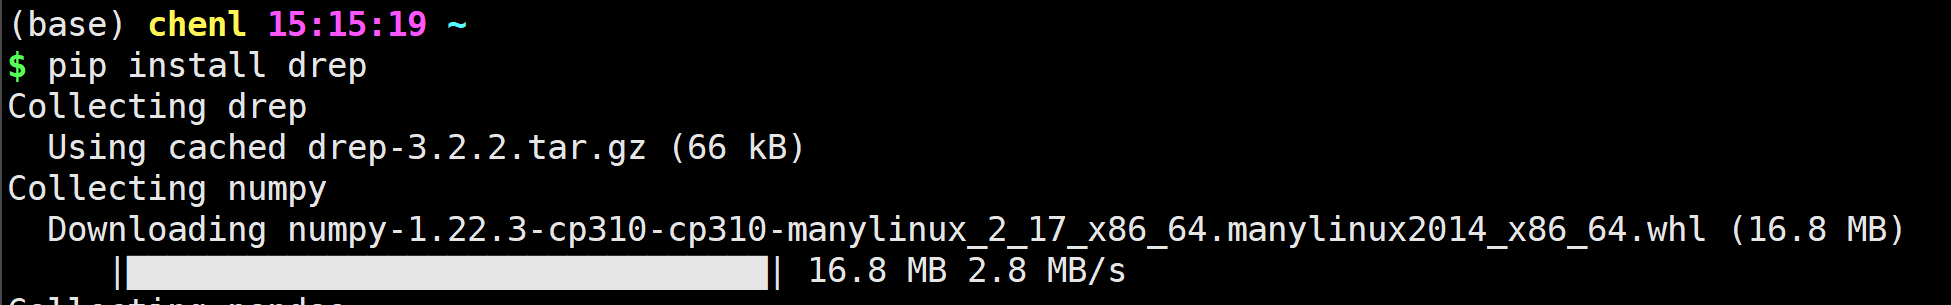 (base) chenl 15:15:19 ~
$ pip install drep
Collecting drep
  Using cached drep-3.2.2.tar.gz (66 kB)
Collecting numpy
  Downloading numpy-1.22.3-cp310-cp310-manylinux_2_17_x86_64.manylinux2014_x86_64.whl (16.8 MB)
     |████████████████████████████████| 16.8 MB 2.8 MB/s
Collecting pandas